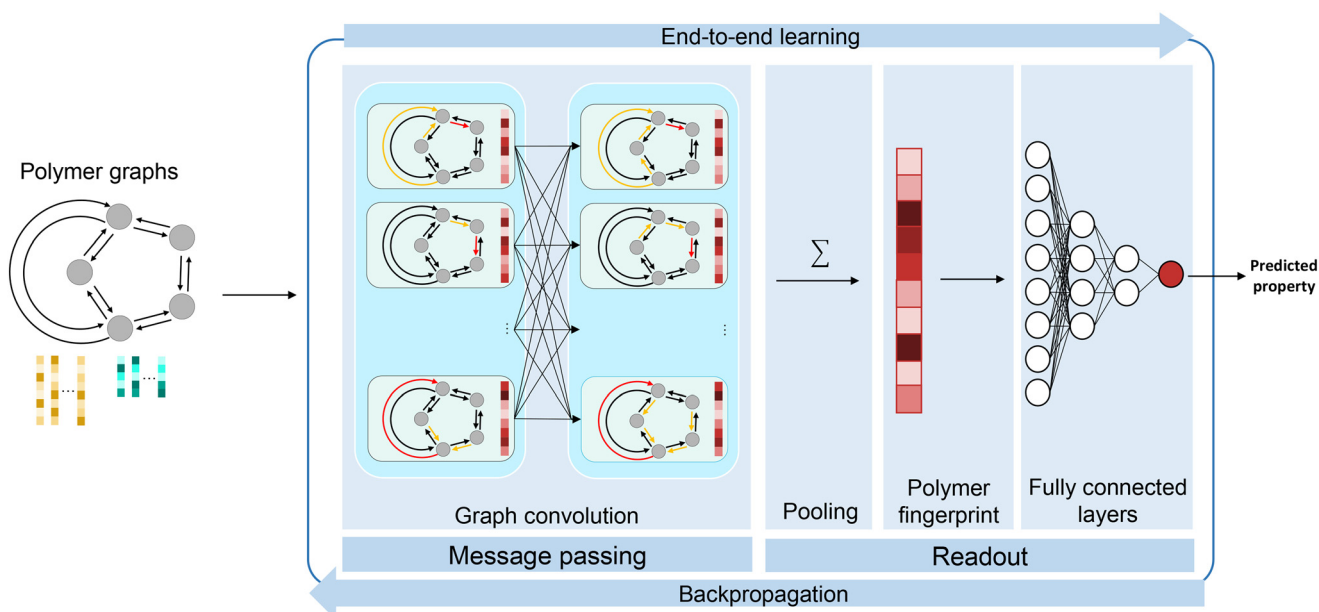 End-to-end learning
Polymer graphs
...
...
⋮
⋮
∑
Predicted
property
Graph convolution
Pooling
Polymer
fingerprint
Fully connected
layers
Message passing
Readout
Backpropagation